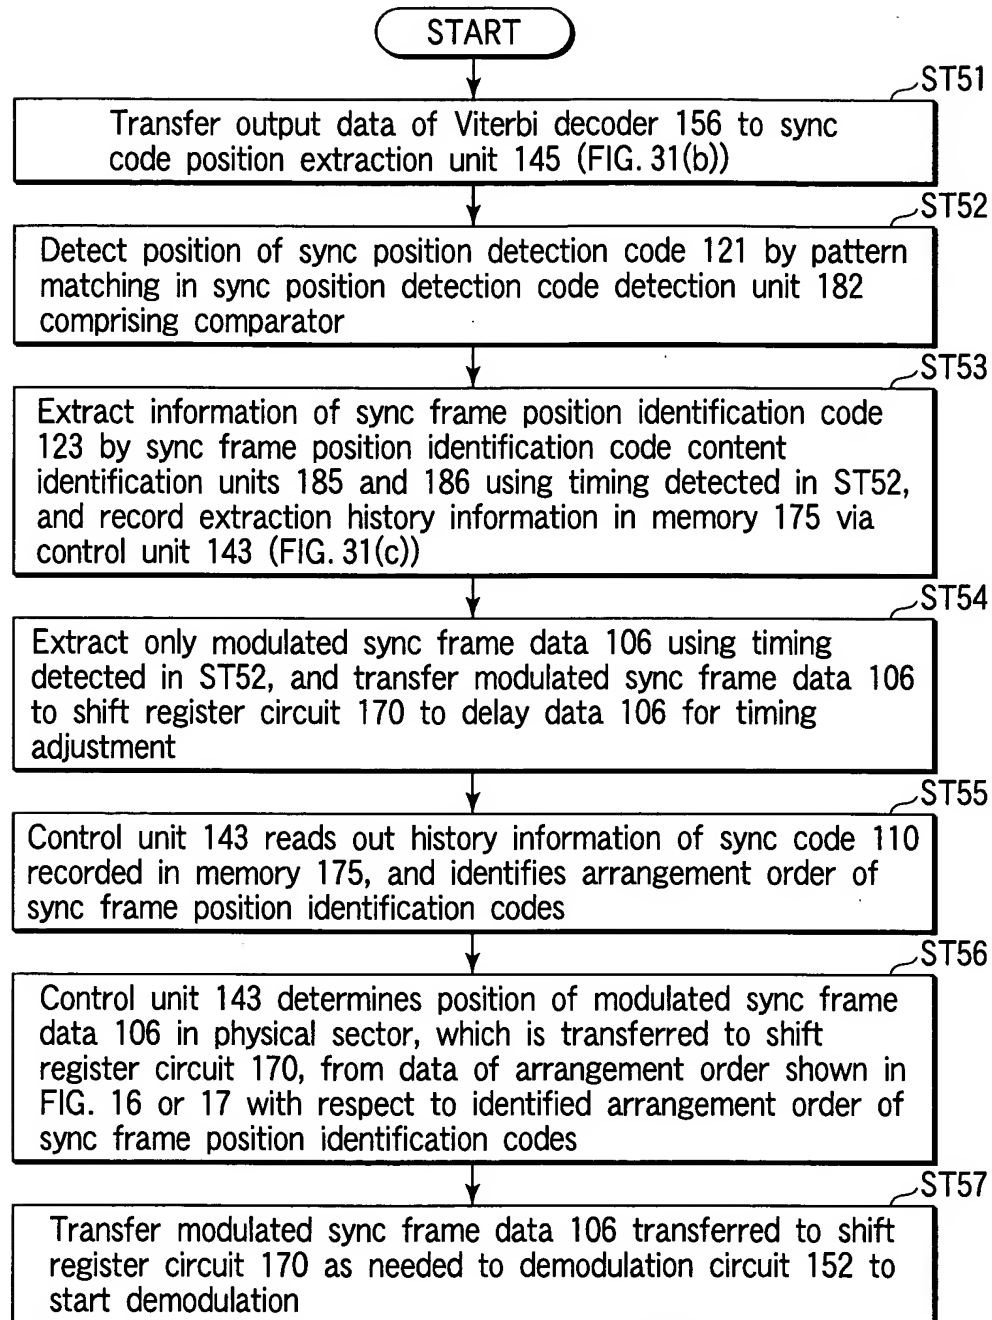 START
ST51
Transfer output data of Viterbi decoder 156 to sync
code position extraction unit 145 (FIG. 31(b))
ST52
Detect position of sync position detection code 121 by pattern
matching in sync position detection code detection unit 182
comprising comparator
ST53
Extract information of sync frame position identification code
123 by sync frame position identification code content
identification units 185 and 186 using timing detected in ST52,
and record extraction history information in memory 175 via
control unit 143 (FIG. 31(c))
ST54
Extract only modulated sync frame data 106 using timing
detected in ST52, and transfer modulated sync frame data 106
to shift register circuit 170 to delay data 106 for timing
adjustment
ST55
Control unit 143 reads out history information of sync code 110
recorded in memory 175, and identifies arrangement order of
sync frame position identification codes
ST56
Control unit 143 determines position of modulated sync frame
data 106 in physical sector, which is transferred to shift
register circuit 170, from data of arrangement order shown in
FIG. 16 or 17 with respect to identified arrangement order of
sync frame position identification codes
ST57
Transfer modulated sync frame data 106 transferred to shift
register circuit 170 as needed to demodulation circuit 152 to
start demodulation